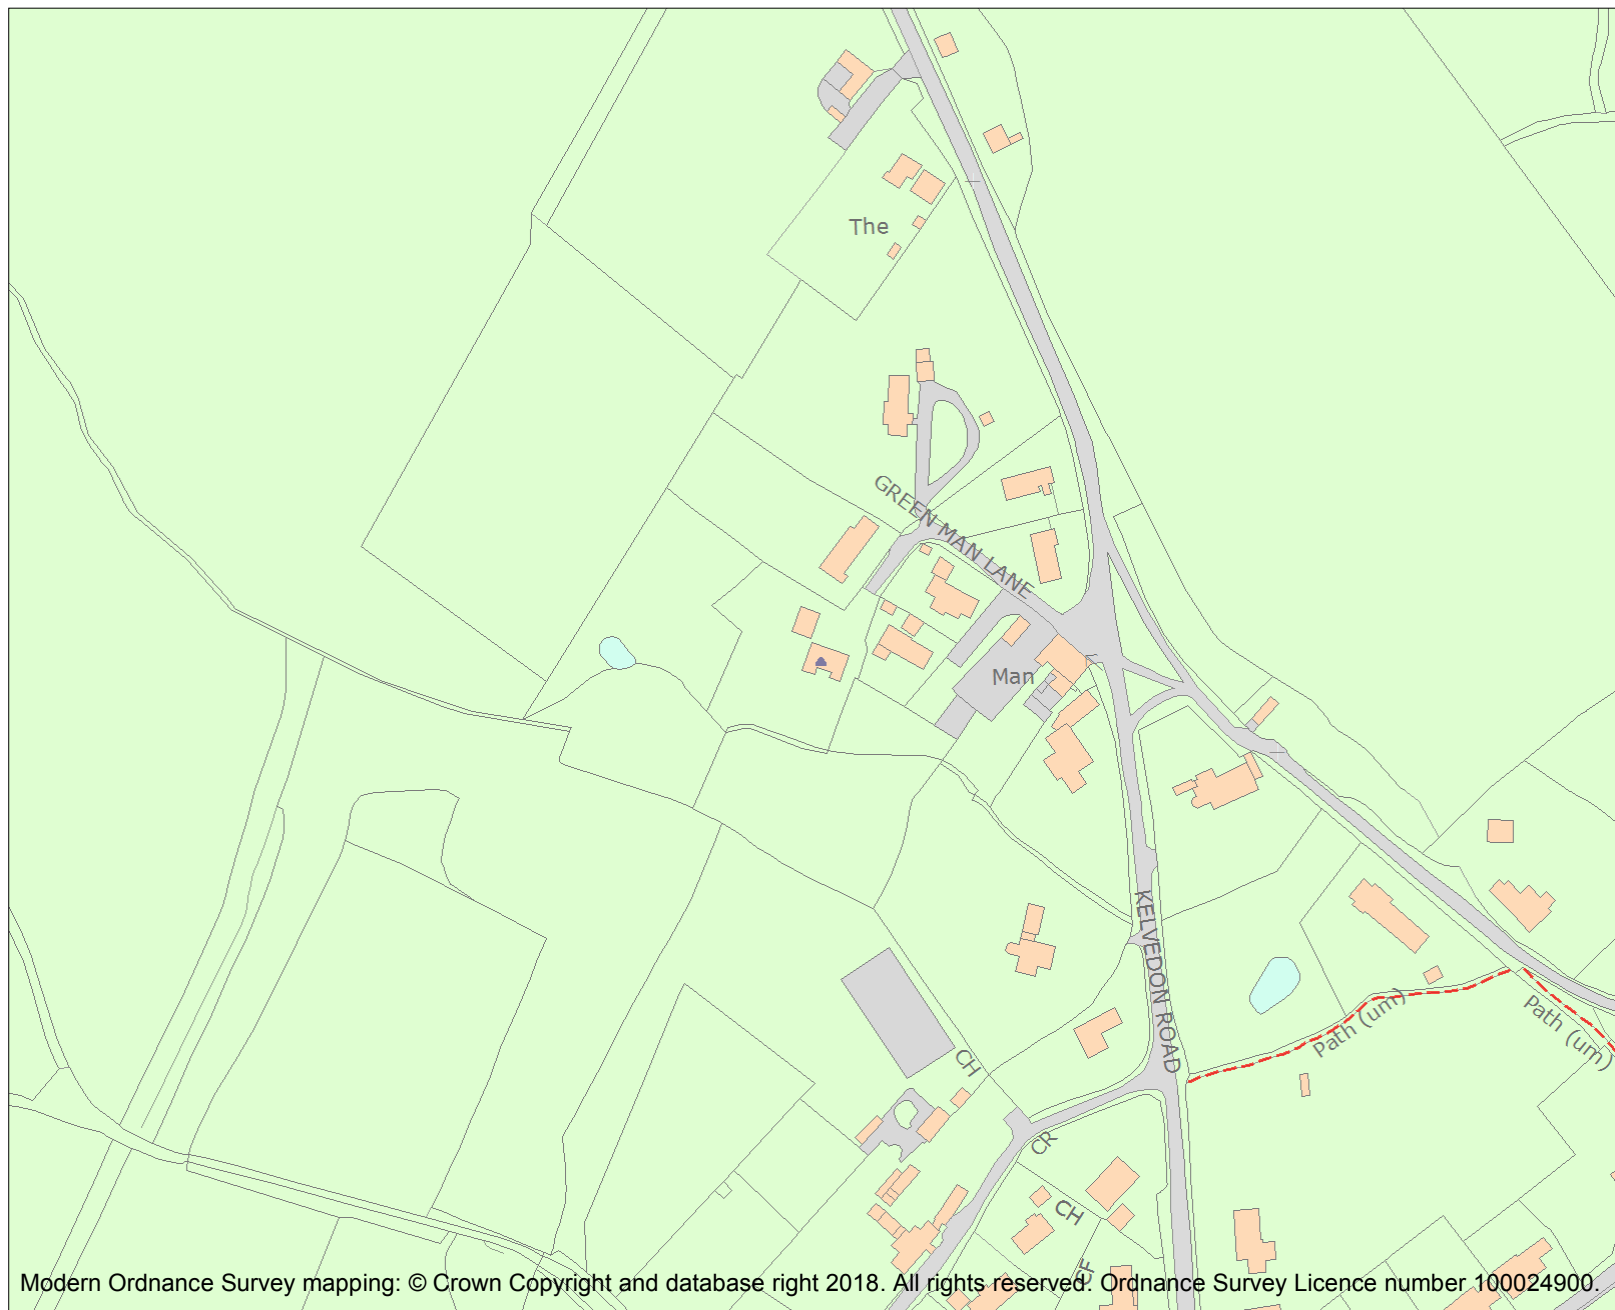 The
GREEN MAN LANE
Man
KELVEDON ROAD
Path (um)
Path (um)
CH
CR
CH
CF
Modern Ordnance Survey mapping: © Crown Copyright and database right 2018. All rights reserved. Ordnance Survey Licence number 100024900.